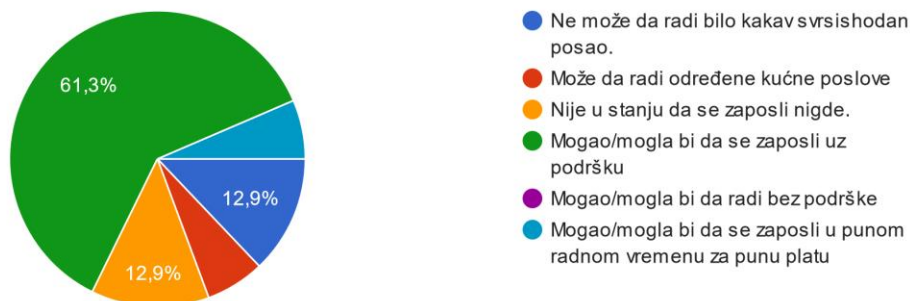 61,3%
12,9%
12,9%
Ne može da radi bilo kakav svrsishodan
posao.
Može da radi određene kućne poslove
Nije u stanju da se zaposli nigde.
Mogao/mogla bi da se zaposli uz
podršku
Mogao/mogla bi da radi bez podrške
Mogao/mogla bi da se zaposli u punom
radnom vremenu za punu platu